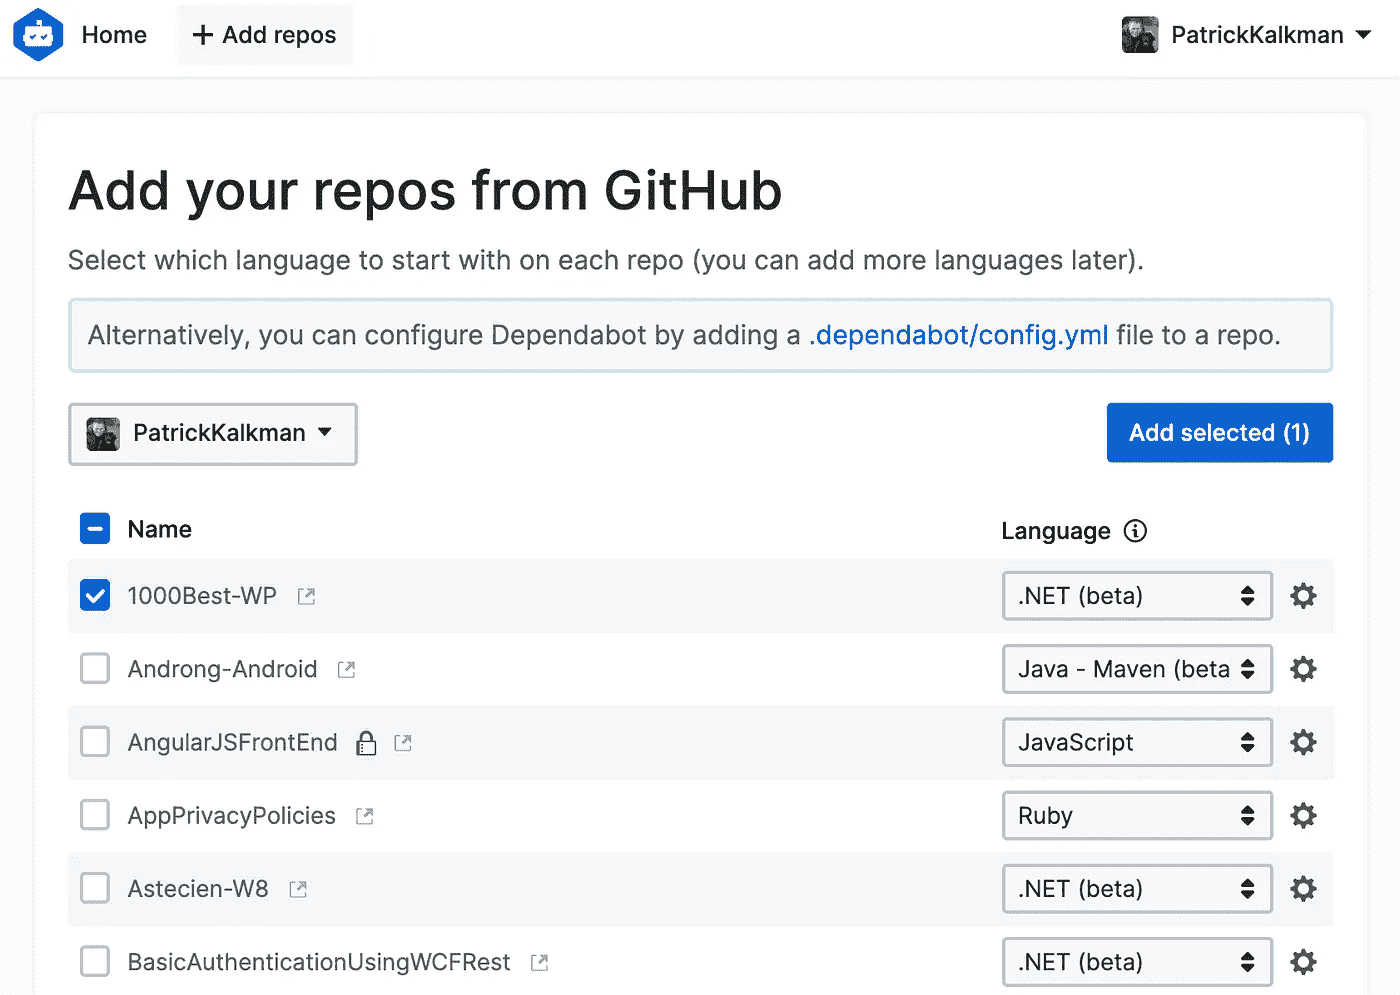 Home
+ Add repos
PatrickKalkman
Add your repos from GitHub
Select which language to start with on each repo (you can add more languages later).
Alternatively, you can configure Dependabot by adding a .dependabot/config.yml file to a repo.
PatrickKalkman
Add selected (1)
Name
Language
1000Best-WP
.NET (beta)
Androng-Android
Java - Maven (beta
AngularJSFrontEnd
JavaScript
AppPrivacyPolicies
Ruby
Astecien-W8
.NET (beta)
BasicAuthenticationUsingWCFRest
.NET (beta)